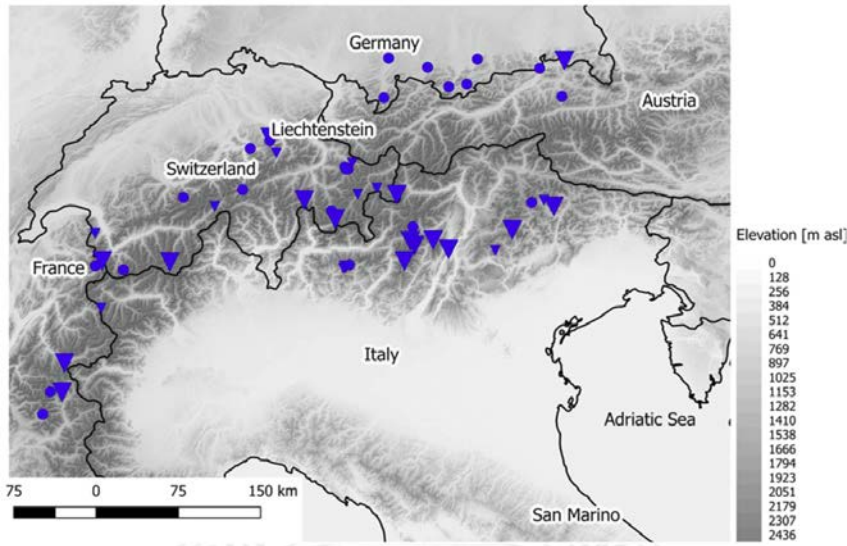 Germany
Austria
Liechtenstein
Switzerland
France
Italy
Adriatic Sea
San Marino
75 0 75 150 km
Elevation [m asl]
0
128
256
384
512
641
769
897
1025
1153
1282
1410
1538
1666
1794
1923
2051
2179
2307
2436